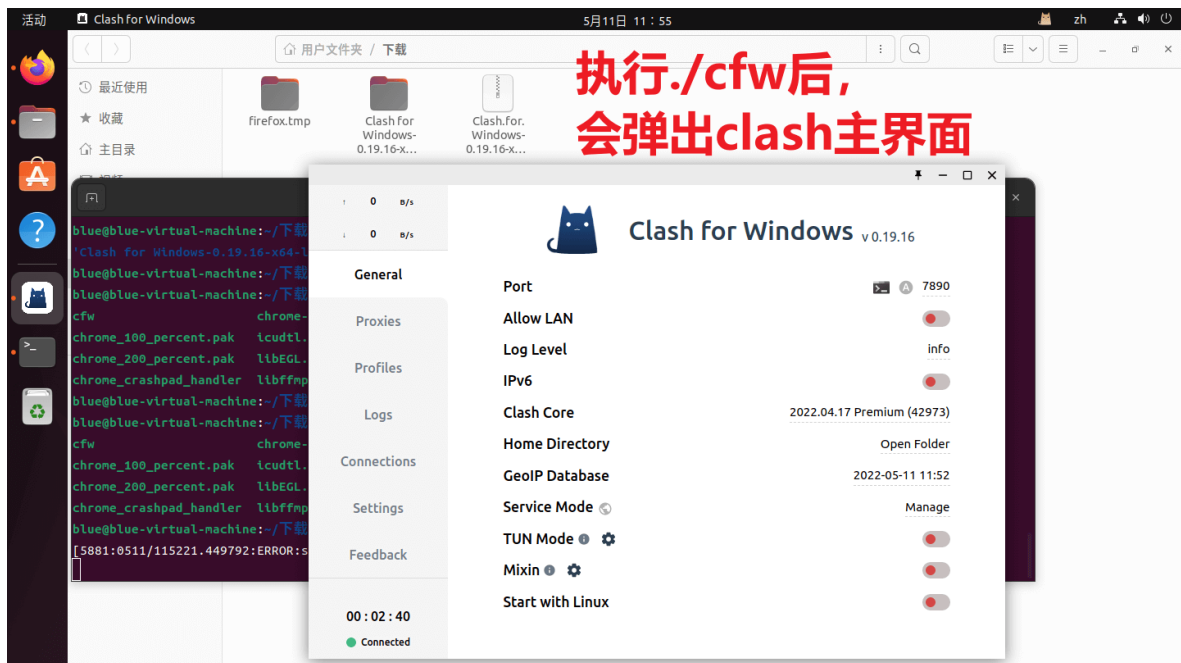 活动
Clash for Windows
5月11日 11：55
zh
用户文件夹 / 下载
最近使用
收藏
主目录
firefox.tmp
Clash for
Windows-
0.19.16-x...
Clash.for.
Windows-
0.19.16-x...
执行./cfw后，
会弹出clash主界面
blue@blue-virtual-machine:~/下载
'Clash for Windows-0.19.16-x64-l
blue@blue-virtual-machine:~/下载
blue@blue-virtual-machine:~/下载
cfw chrome-
chrome_100_percent.pak icudtl.
chrome_200_percent.pak libEGL.
chrome_crashpad_handler libffmp
blue@blue-virtual-machine:~/下载
blue@blue-virtual-machine:~/下载
cfw chrome-
chrome_100_percent.pak icudtl.
chrome_200_percent.pak libEGL.
chrome_crashpad_handler libffmp
blue@blue-virtual-machine:~/下载
[5881:0511/115221.449792:ERROR:s
↑ 0 B/s
↓ 0 B/s
General
Proxies
Profiles
Logs
Connections
Settings
Feedback
00 : 02 : 40
Connected
Clash for Windows v 0.19.16
Port A 7890
Allow LAN
Log Level info
IPv6
Clash Core 2022.04.17 Premium (42973)
Home Directory Open Folder
GeoIP Database 2022-05-11 11:52
Service Mode Manage
TUN Mode
Mixin
Start with Linux